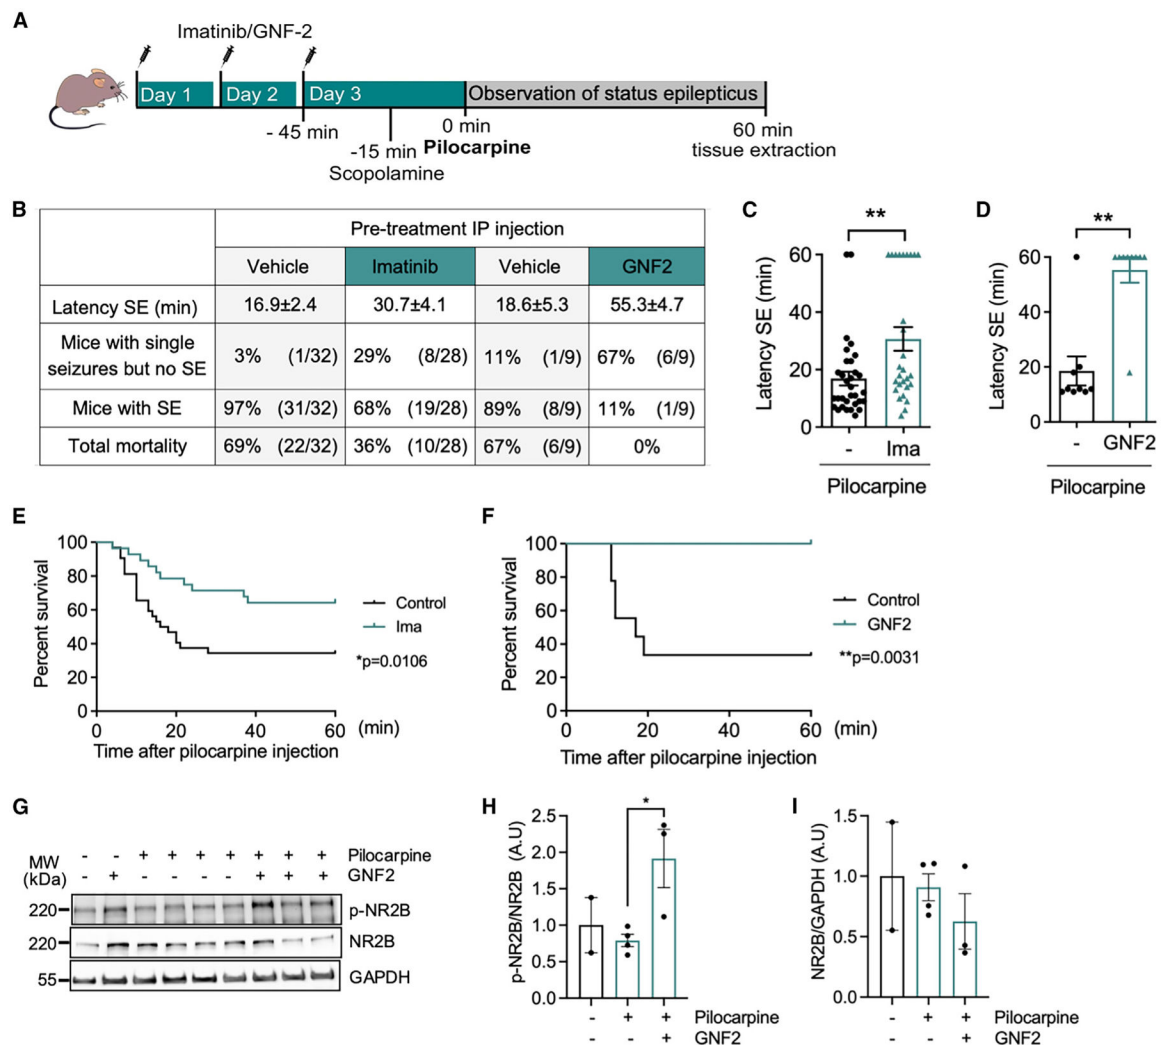 A
Imatinib/GNF-2
Day 1
Day 2
Day 3
Observation of status epilepticus
- 45 min
0 min
60 min
-15 min
Pilocarpine
tissue extraction
Scopolamine
B
Pre-treatment IP injection
Vehicle Imatinib Vehicle GNF2
Latency SE (min) 16.9±2.4 30.7±4.1 18.6±5.3 55.3±4.7
Mice with single
seizures but no SE 3% (1/32) 29% (8/28) 11% (1/9) 67% (6/9)
Mice with SE 97% (31/32) 68% (19/28) 89% (8/9) 11% (1/9)
Total mortality 69% (22/32) 36% (10/28) 67% (6/9) 0%
C
**
Latency SE (min)
60
40
20
0
- Ima
Pilocarpine
D
**
Latency SE (min)
60
40
20
0
- GNF2
Pilocarpine
E
Percent survival
100
80
60
40
20
0
0 20 40 60 (min)
Time after pilocarpine injection
Control
Ima
*p=0.0106
F
Percent survival
100
80
60
40
20
0
0 20 40 60 (min)
Time after pilocarpine injection
Control
GNF2
**p=0.0031
G
MW
(kDa)
- - + + + + + + + Pilocarpine
- + - - - - + + + GNF2
220 p-NR2B
220 NR2B
55 GAPDH
H
p-NR2B/NR2B (A.U)
2.5
2.0
1.5
1.0
0.5
0.0
*
- + + Pilocarpine
- - + GNF2
I
NR2B/GAPDH (A.U)
1.5
1.0
0.5
0.0
- + + Pilocarpine
- - + GNF2